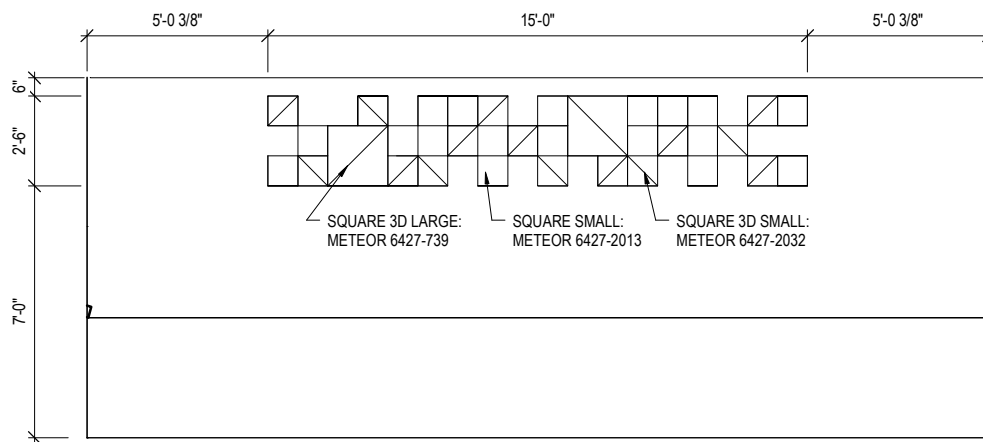 5'-0 3/8"
15'-0"
5'-0 3/8"
6"
2'-6"
7'-0"
SQUARE 3D LARGE:
METEOR 6427-739
SQUARE SMALL:
METEOR 6427-2013
SQUARE 3D SMALL:
METEOR 6427-2032